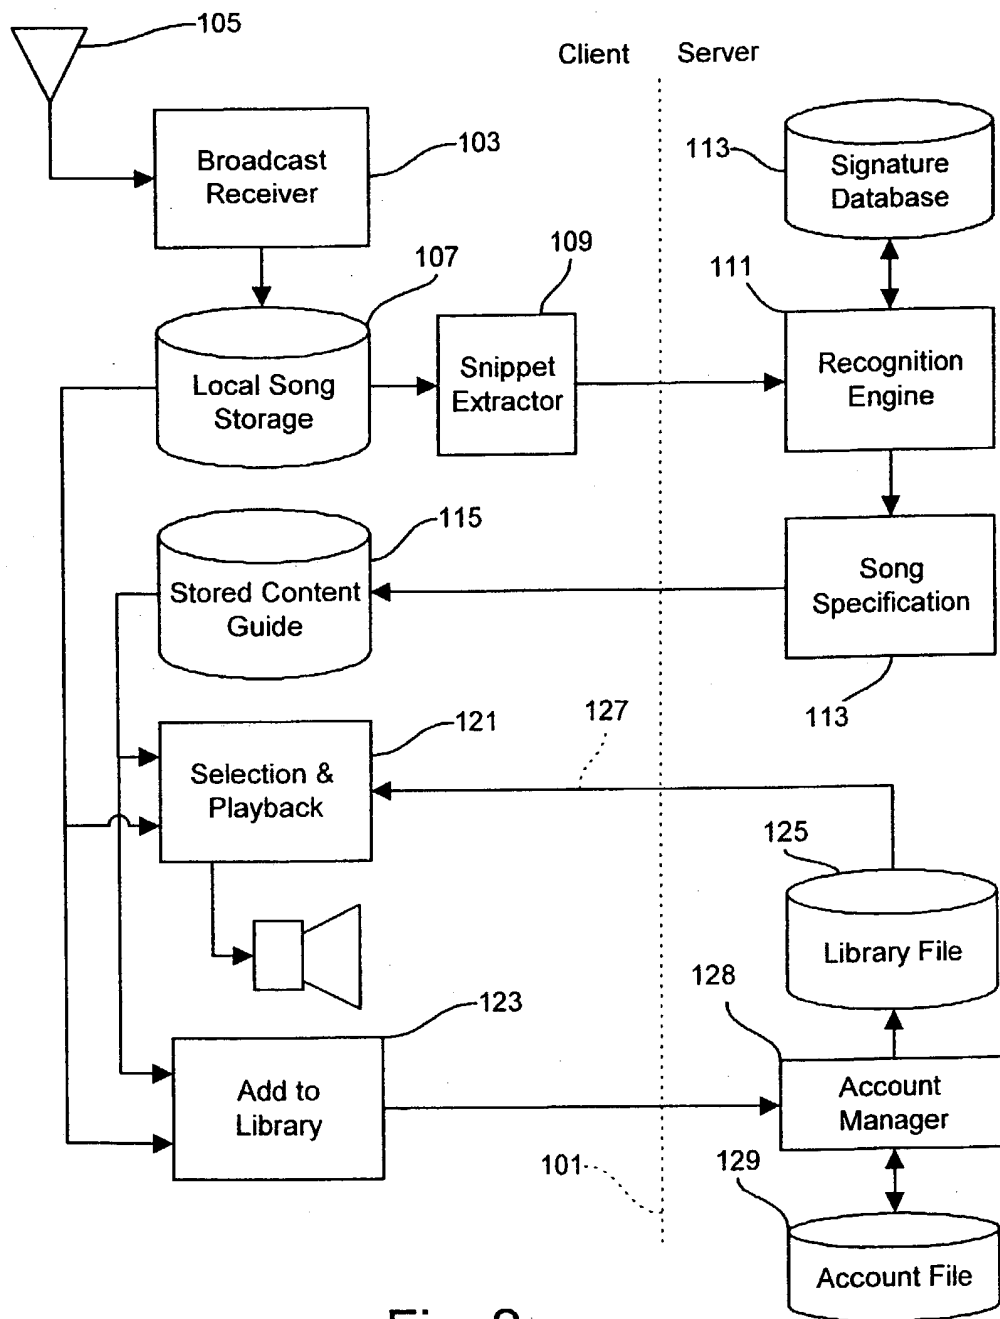 105
Client
Server
Broadcast
Receiver
103
113
Signature
Database
107
109
111
Local Song
Storage
Snippet
Extractor
Recognition
Engine
115
Stored Content
Guide
Song
Specification
113
121
127
Selection &
Playback
125
Library File
123
128
Add to
Library
Account
Manager
101
129
Account File